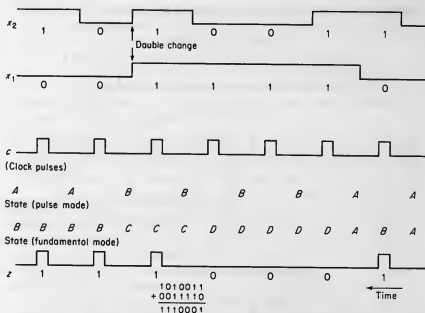 x2
1 0 1 0 0 1 1
Double change
x1
0 0 1 1 1 1 0
c
(Clock pulses)
A A B B B B A A
State (pulse mode)
B B B B C C C D D D D D A B A
State (fundamental mode)
z
1 1 1 0 0 0 1
1010011
+0011110
1110001
Time